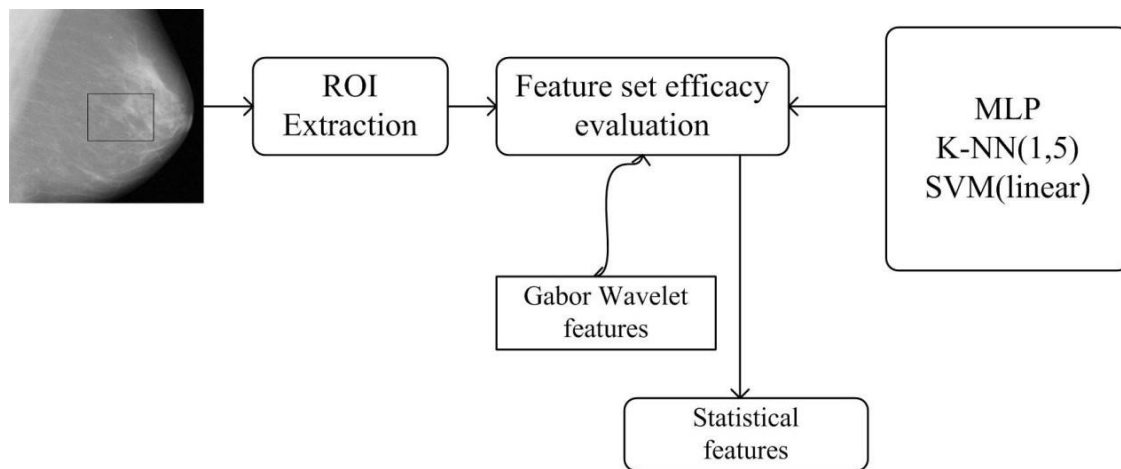 ROI
Extraction
Feature set efficacy
evaluation
MLP
K-NN(1,5)
SVM(linear)
Gabor Wavelet
features
Statistical
features